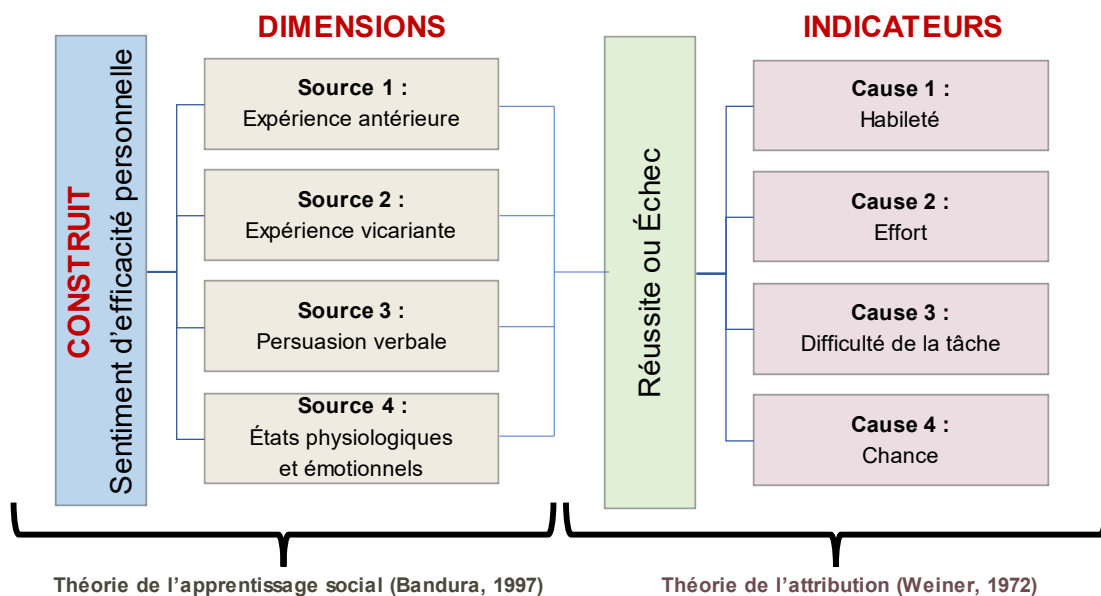 DIMENSIONS
INDICATEURS
CONSTRUIT
Sentiment d'efficacité personnelle
Source 1 :
Expérience antérieure
Source 2 :
Expérience vicariante
Source 3 :
Persuasion verbale
Source 4 :
États physiologiques
et émotionnels
Réussite ou Échec
Cause 1 :
Habileté
Cause 2 :
Effort
Cause 3 :
Difficulté de la tâche
Cause 4 :
Chance
Théorie de l'apprentissage social (Bandura, 1997)
Théorie de l'attribution (Weiner, 1972)